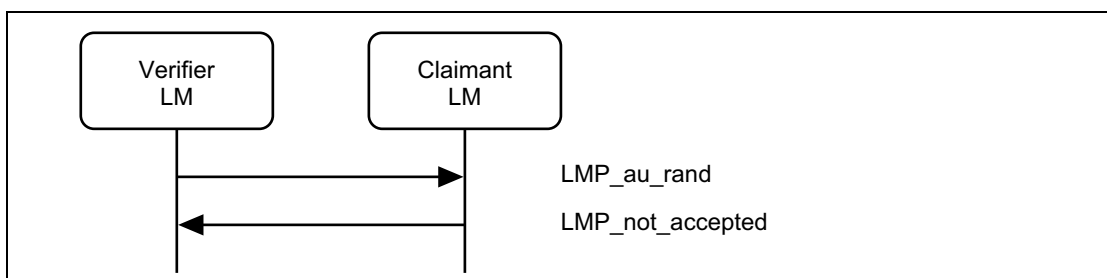 Verifier
LM
Claimant
LM
LMP_au_rand
LMP_not_accepted